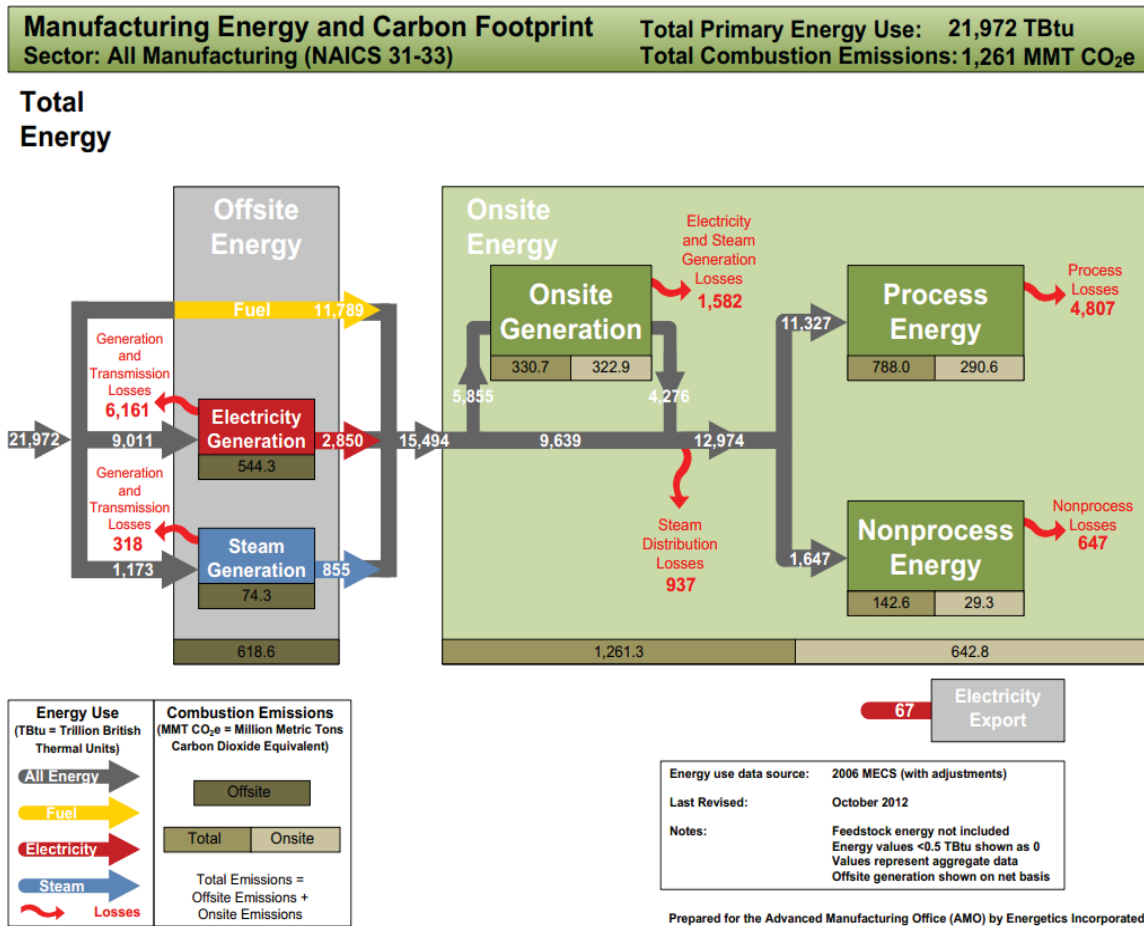 Manufacturing Energy and Carbon Footprint
Sector: All Manufacturing (NAICS 31-33)
Total Primary Energy Use: 21,972 TBtu
Total Combustion Emissions: 1,261 MMT CO₂e
Total
Energy
Offsite
Energy
Fuel 11,789
Generation
and
Transmission
Losses
6,161
21,972
9,011
Electricity
Generation
2,850
544.3
Generation
and
Transmission
Losses
318
1,173
Steam
Generation
855
74.3
618.6
15,494
Onsite
Energy
Electricity
and Steam
Generation
Losses
1,582
Onsite
Generation
330.7 322.9
5,855
4,276
9,639
12,974
Steam
Distribution
Losses
937
11,327
Process
Energy
788.0 290.6
Process
Losses
4,807
1,647
Nonprocess
Energy
142.6 29.3
Nonprocess
Losses
647
1,261.3 642.8
67
Electricity
Export
Energy Use
(TBtu = Trillion British
Thermal Units)
All Energy
Fuel
Electricity
Steam
Losses
Combustion Emissions
(MMT CO₂e = Million Metric Tons
Carbon Dioxide Equivalent)
Offsite
Total Onsite
Total Emissions =
Offsite Emissions +
Onsite Emissions
Energy use data source: 2006 MECS (with adjustments)
Last Revised: October 2012
Notes: Feedstock energy not included
Energy values <0.5 TBtu shown as 0
Values represent aggregate data
Offsite generation shown on net basis
Prepared for the Advanced Manufacturing Office (AMO) by Energetics Incorporated